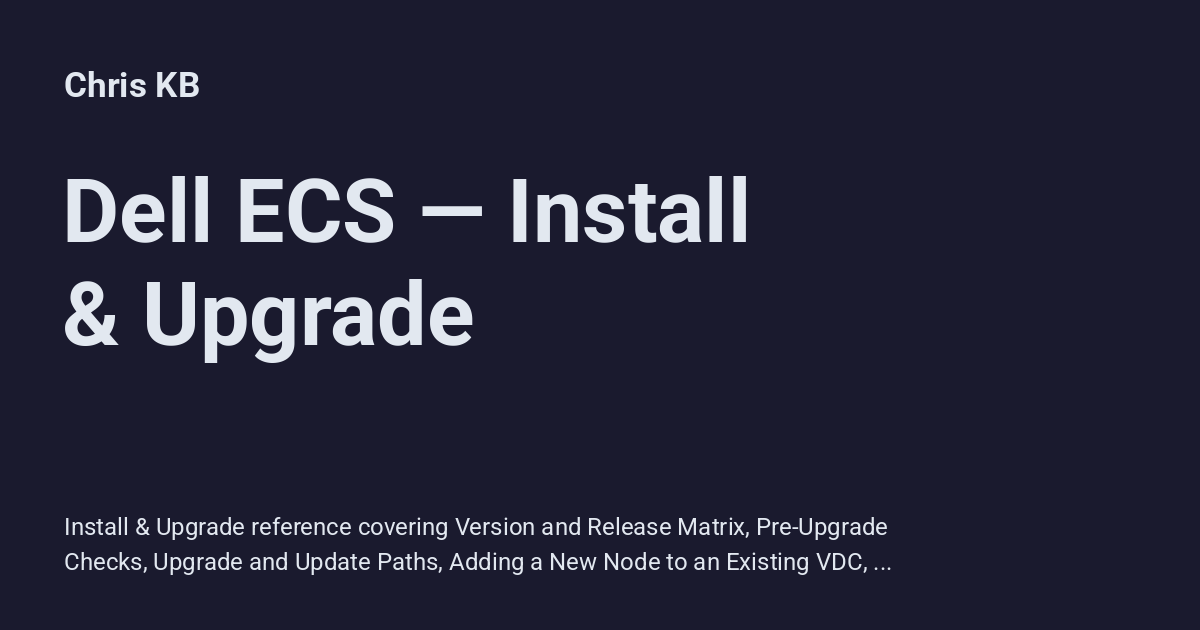 Chris KB
Dell ECS — Install
& Upgrade
Install & Upgrade reference covering Version and Release Matrix, Pre-Upgrade
Checks, Upgrade and Update Paths, Adding a New Node to an Existing VDC, ...